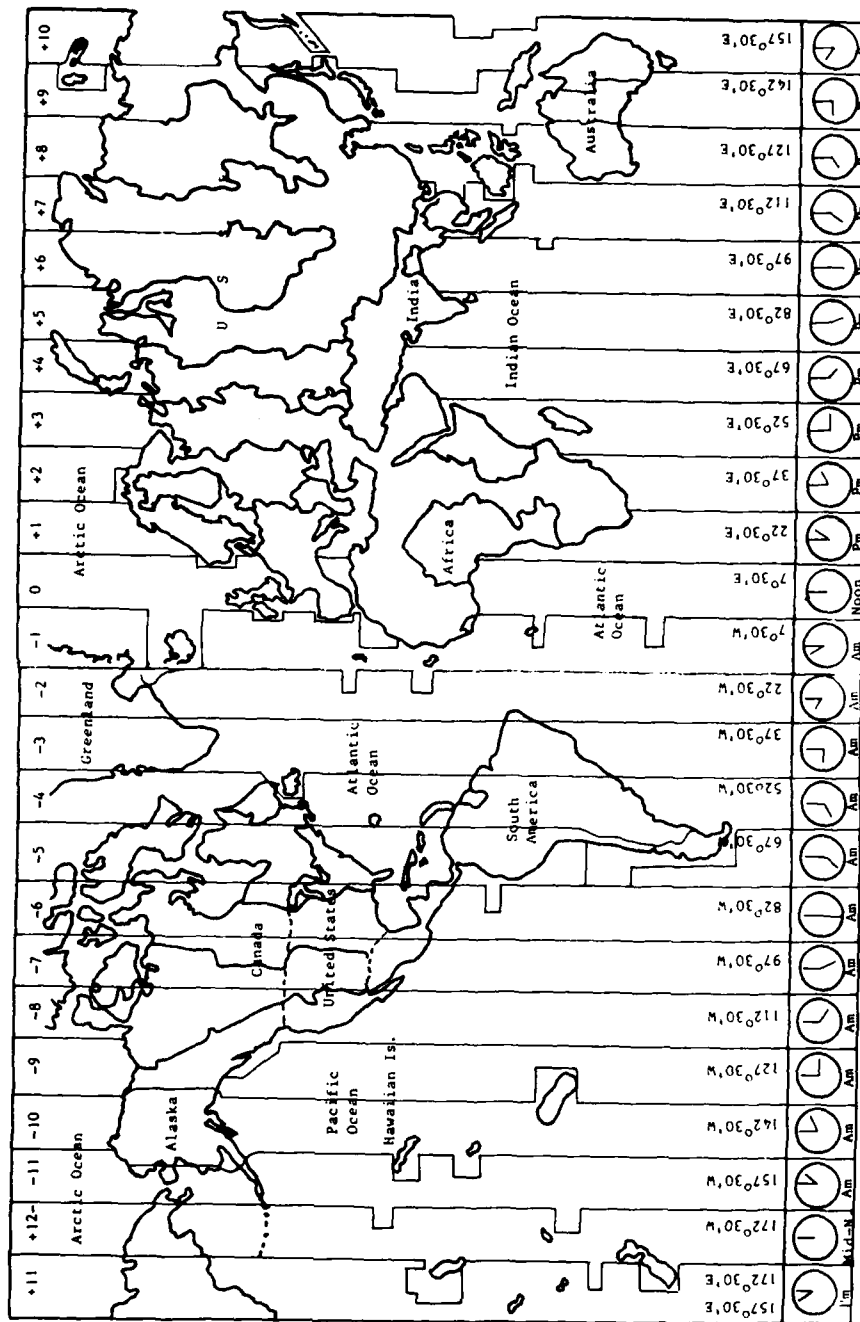 +11 +12- -11 -10 -9 -8 -7 -6 -5 -4 -3 -2 -1 0 +1 +2 +3 +4 +5 +6 +7 +8 +9 +10
Arctic Ocean
Greenland
Arctic Ocean
Alaska
Canada
U S
United States
Pacific
Ocean
Hawaiian Is.
Atlantic
Ocean
Africa
India
Indian Ocean
South
America
Atlantic
Ocean
Australia
157°30'E
172°30'E
172°30'W
157°30'W
142°30'W
127°30'W
112°30'W
97°30'W
82°30'W
67°30'
52°30'W
37°30'W
22°30'W
7°30'W
7°30'E
22°30'E
37°30'E
52°30'E
67°30'E
82°30'E
97°30'E
112°30'E
127°30'E
142°30'E
157°30'E
Mid-N Am Am Am Am Am Am Am Am Am Am Am Noon Pm Pm Pm